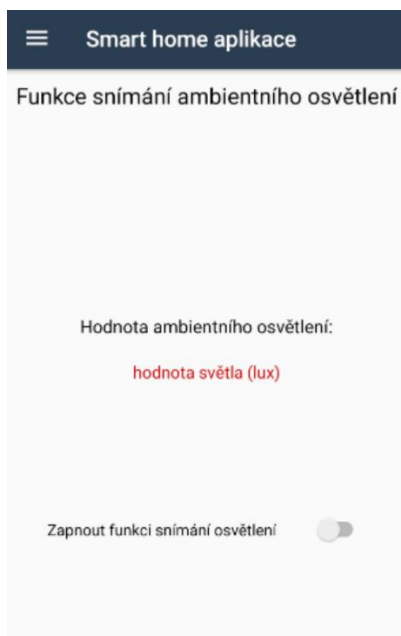 Smart home aplikace
Funkce snímání ambientního osvětlení
Hodnota ambientního osvětlení:
hodnota světla (lux)
Zapnout funkci snímání osvětlení